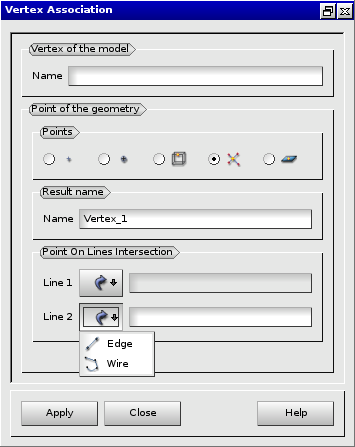 Vertex Association
Vertex of the model
Name
Point of the geometry
Points
Result name
Name Vertex_1
Point On Lines Intersection
Line 1
Line 2
Edge
Wire
Apply Close Help